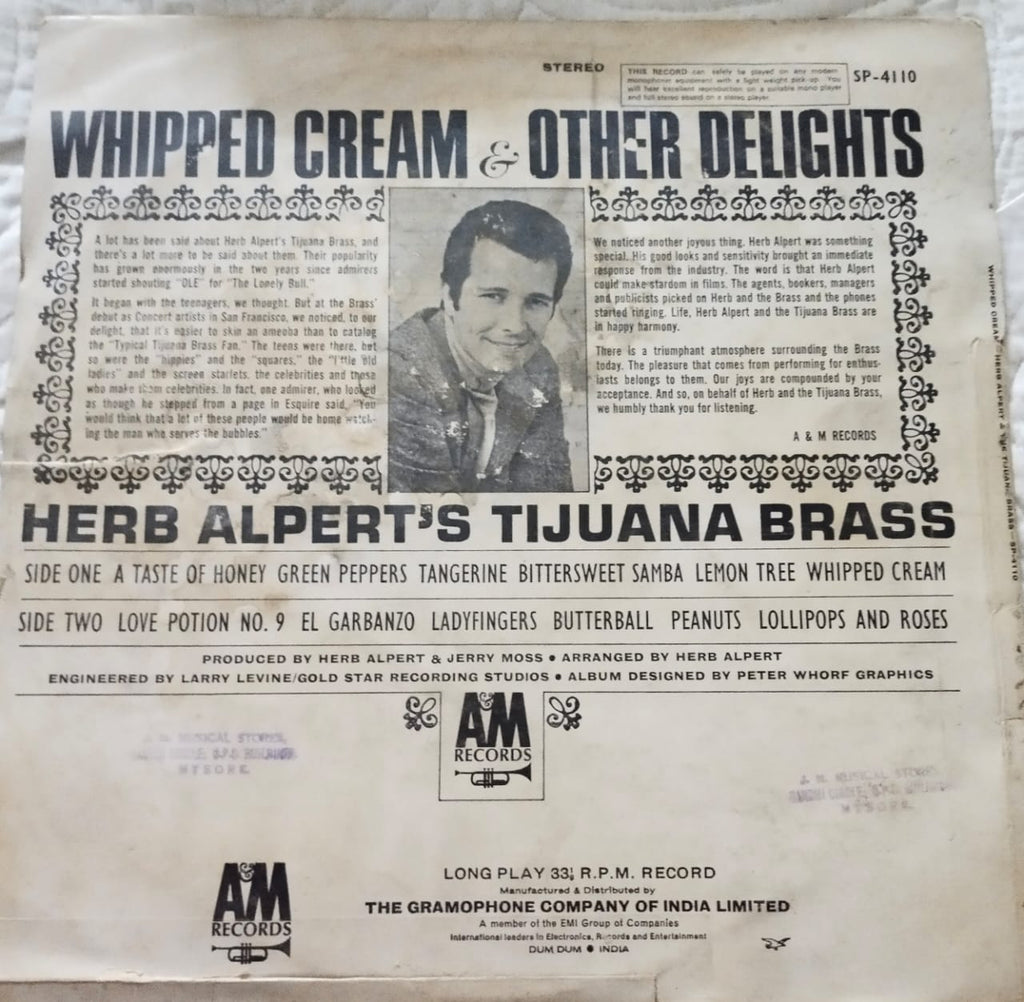 STEREO
THIS RECORD can safely be played on any modern
monophonic equipment with a light weight pick-up. You
will hear excellent reproduction on a suitable mono player
and full stereo sound on a stereo player.
SP-4110
WHIPPED CREAM & OTHER DELIGHTS
A lot has been said about Herb Alpert's Tijuana Brass, and
there's a lot more to be said about them. Their popularity
has grown enormously in the two years since admirers
started shouting "OLE" for "The Lonely Bull."
It began with the teenagers, we thought. But at the Brass'
debut as Concert artists in San Francisco, we noticed, to our
delight, that it's easier to skin an ameoba than to catalog
the "Typical Tijuana Brass Fan." The teens were there, but
so were the "hippies" and the "squares," the "little old
ladies" and the screen starlets, the celebrities and those
who make them celebrities. In fact, one admirer, who looked
as though he stepped from a page in Esquire said, "You
would think that a lot of these people would be home watch-
ing the man who serves the bubbles."
We noticed another joyous thing. Herb Alpert was something
special. His good looks and sensitivity brought an immediate
response from the industry. The word is that Herb Alpert
could make stardom in films. The agents, bookers, managers
and publicists picked on Herb and the Brass and the phones
started ringing. Life, Herb Alpert and the Tijuana Brass are
in happy harmony.
There is a triumphant atmosphere surrounding the Brass
today. The pleasure that comes from performing for enthus-
iasts belongs to them. Our joys are compounded by your
acceptance. And so, on behalf of Herb and the Tijuana Brass,
we humbly thank you for listening.
A & M RECORDS
WHIPPED CREAM • HERB ALPERT & THE TIJUANA BRASS — SP-4110
HERB ALPERT'S TIJUANA BRASS
SIDE ONE A TASTE OF HONEY GREEN PEPPERS TANGERINE BITTERSWEET SAMBA LEMON TREE WHIPPED CREAM
SIDE TWO LOVE POTION NO. 9 EL GARBANZO LADYFINGERS BUTTERBALL PEANUTS LOLLIPOPS AND ROSES
PRODUCED BY HERB ALPERT & JERRY MOSS • ARRANGED BY HERB ALPERT
ENGINEERED BY LARRY LEVINE/GOLD STAR RECORDING STUDIOS • ALBUM DESIGNED BY PETER WHORF GRAPHICS
A&M
RECORDS
MUSICAL STORES,
MYSORE
MUSICAL STORES
MYSORE
A&M
RECORDS
LONG PLAY 33⅓ R.P.M. RECORD
Manufactured & Distributed by
THE GRAMOPHONE COMPANY OF INDIA LIMITED
A member of the EMI Group of Companies
International leaders in Electronics, Records and Entertainment
DUM DUM • INDIA